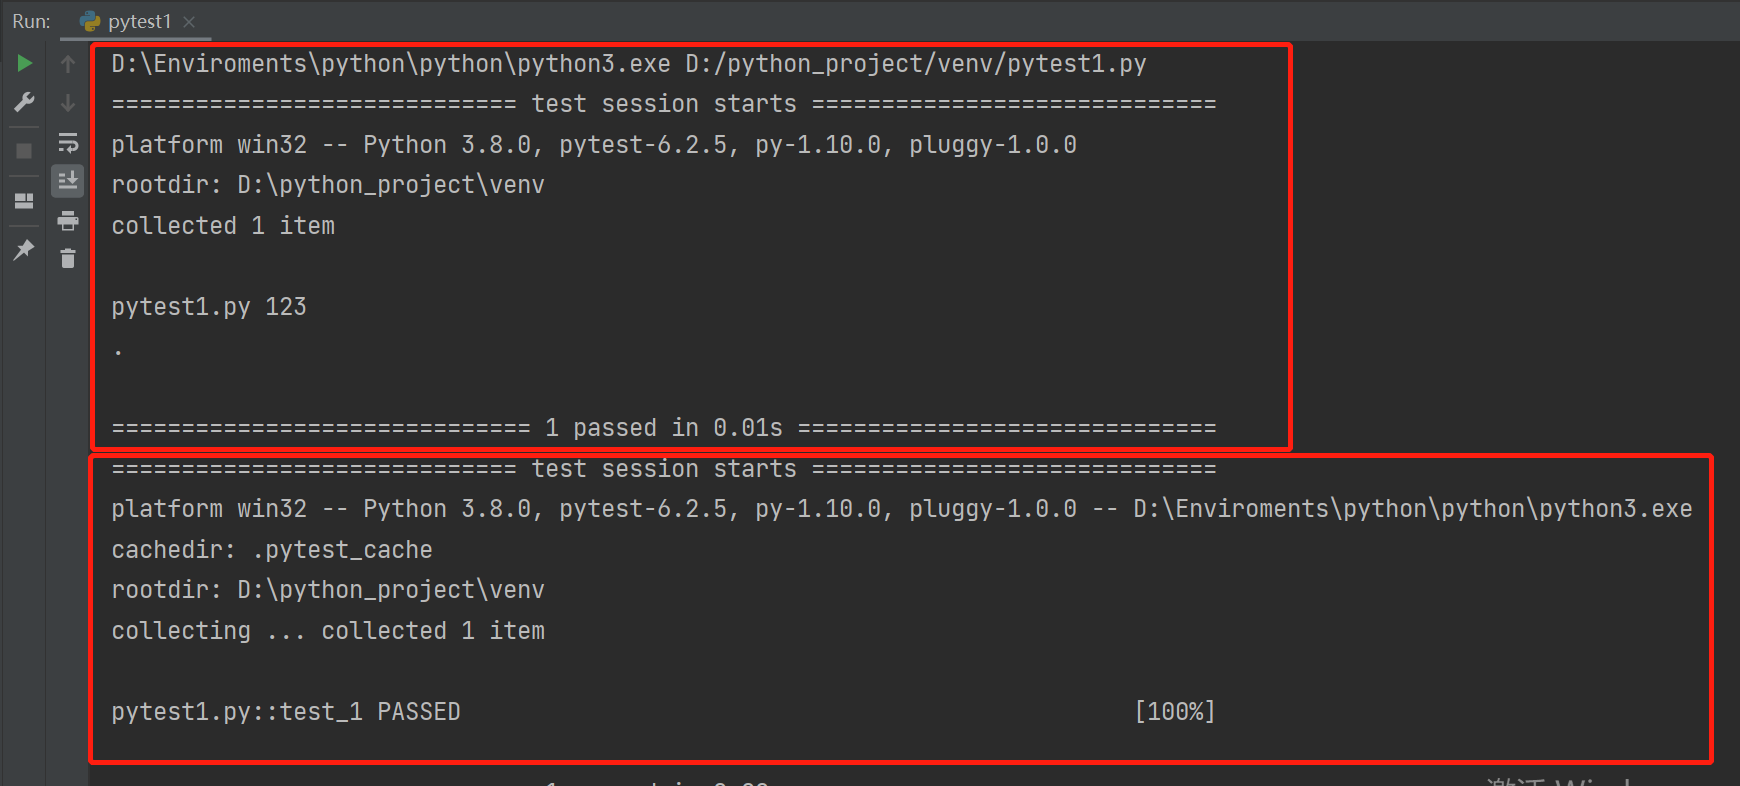 Run: pytest1
D:\Enviroments\python\python\python3.exe D:/python_project/venv/pytest1.py
============================= test session starts =============================
platform win32 -- Python 3.8.0, pytest-6.2.5, py-1.10.0, pluggy-1.0.0
rootdir: D:\python_project\venv
collected 1 item
pytest1.py 123
.
============================== 1 passed in 0.01s ==============================
============================= test session starts =============================
platform win32 -- Python 3.8.0, pytest-6.2.5, py-1.10.0, pluggy-1.0.0 -- D:\Enviroments\python\python\python3.exe
cachedir: .pytest_cache
rootdir: D:\python_project\venv
collecting ... collected 1 item
pytest1.py::test_1 PASSED [100%]